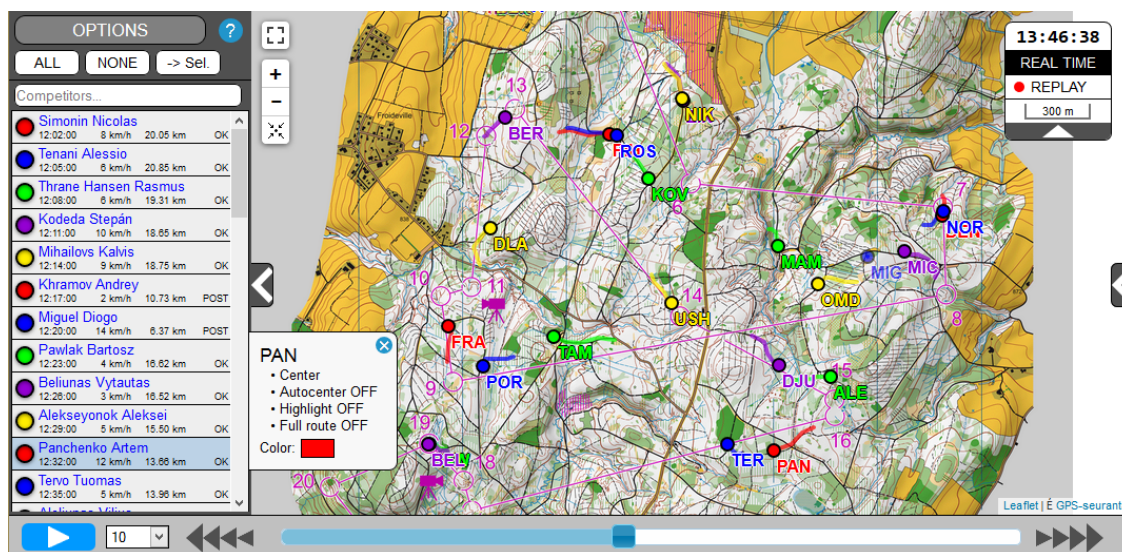 OPTIONS
?
ALL NONE -> Sel.
Competitors...
Simonin Nicolas
12:02:00 8 km/h 20.05 km OK
Tenani Alessio
12:05:00 6 km/h 20.85 km OK
Thrane Hansen Rasmus
12:08:00 6 km/h 19.31 km OK
Kodeda Stepán
12:11:00 10 km/h 18.65 km OK
Mihailovs Kalvis
12:14:00 9 km/h 18.75 km OK
Khramov Andrey
12:17:00 2 km/h 10.73 km POST
Miguel Diogo
12:20:00 14 km/h 6.37 km POST
Pawlak Bartosz
12:23:00 4 km/h 16.62 km OK
Beliunas Vytautas
12:26:00 3 km/h 16.52 km OK
Alekseyonok Aleksei
12:29:00 5 km/h 15.50 km OK
Panchenko Artem
12:32:00 12 km/h 13.66 km OK
Tervo Tuomas
12:35:00 5 km/h 13.96 km OK
10
+
−
13:46:38
REAL TIME
REPLAY
300 m
Froideville
13
12
BER
NIK
ROS
KOV
6
7
NOR
DLA
MAM
MIG
MIC
OMD
10
11
14
USH
8
FRA
TAM
9
POR
DJU
15
ALE
16
19
BEL
18
TER
PAN
20
PAN
• Center
• Autocenter OFF
• Highlight OFF
• Full route OFF
Color:
Leaflet | É GPS-seurant